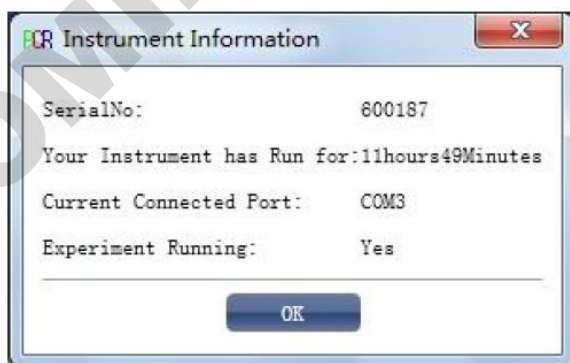 PCR Instrument Information
SerialNo: 600187
Your Instrument has Run for:11hours49Minutes
Current Connected Port: COM3
Experiment Running: Yes
OK